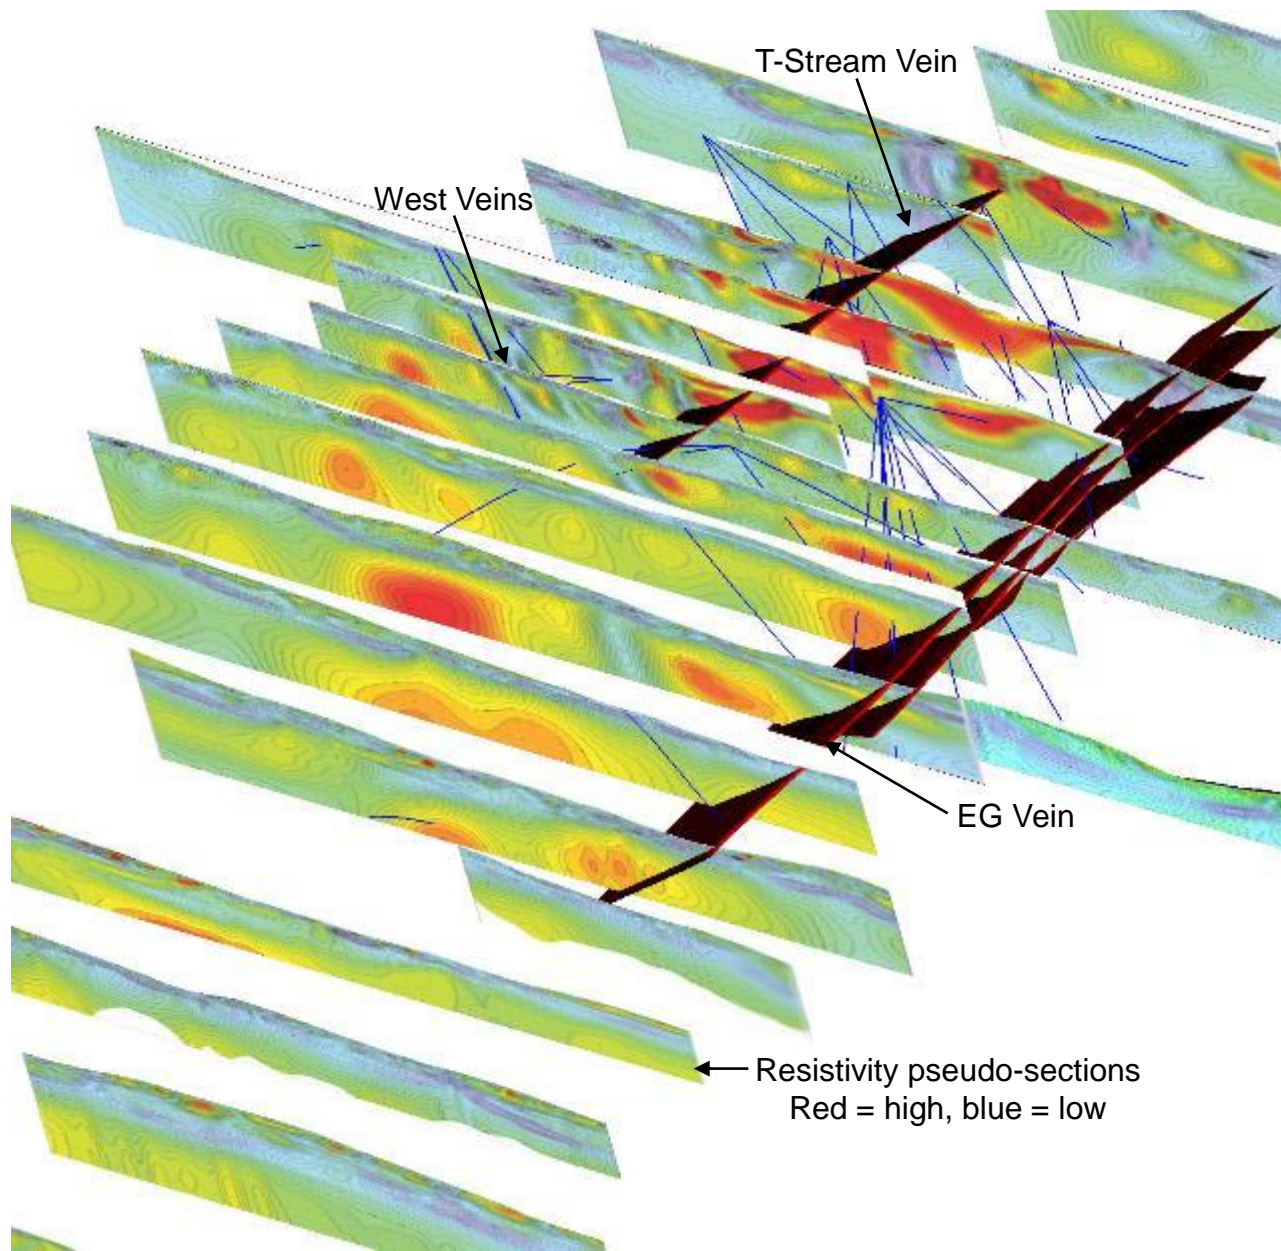 T-Stream Vein
West Veins
EG Vein
Resistivity pseudo-sections
Red = high, blue = low